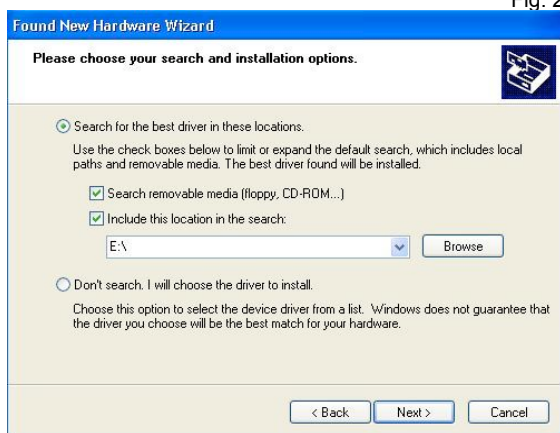 Fig. 2
Found New Hardware Wizard
Please choose your search and installation options.
Search for the best driver in these locations.
Use the check boxes below to limit or expand the default search, which includes local
paths and removable media. The best driver found will be installed.
Search removable media (floppy, CD-ROM...)
Include this location in the search:
E:\
Browse
Don't search. I will choose the driver to install.
Choose this option to select the device driver from a list. Windows does not guarantee that
the driver you choose will be the best match for your hardware.
< Back Next > Cancel